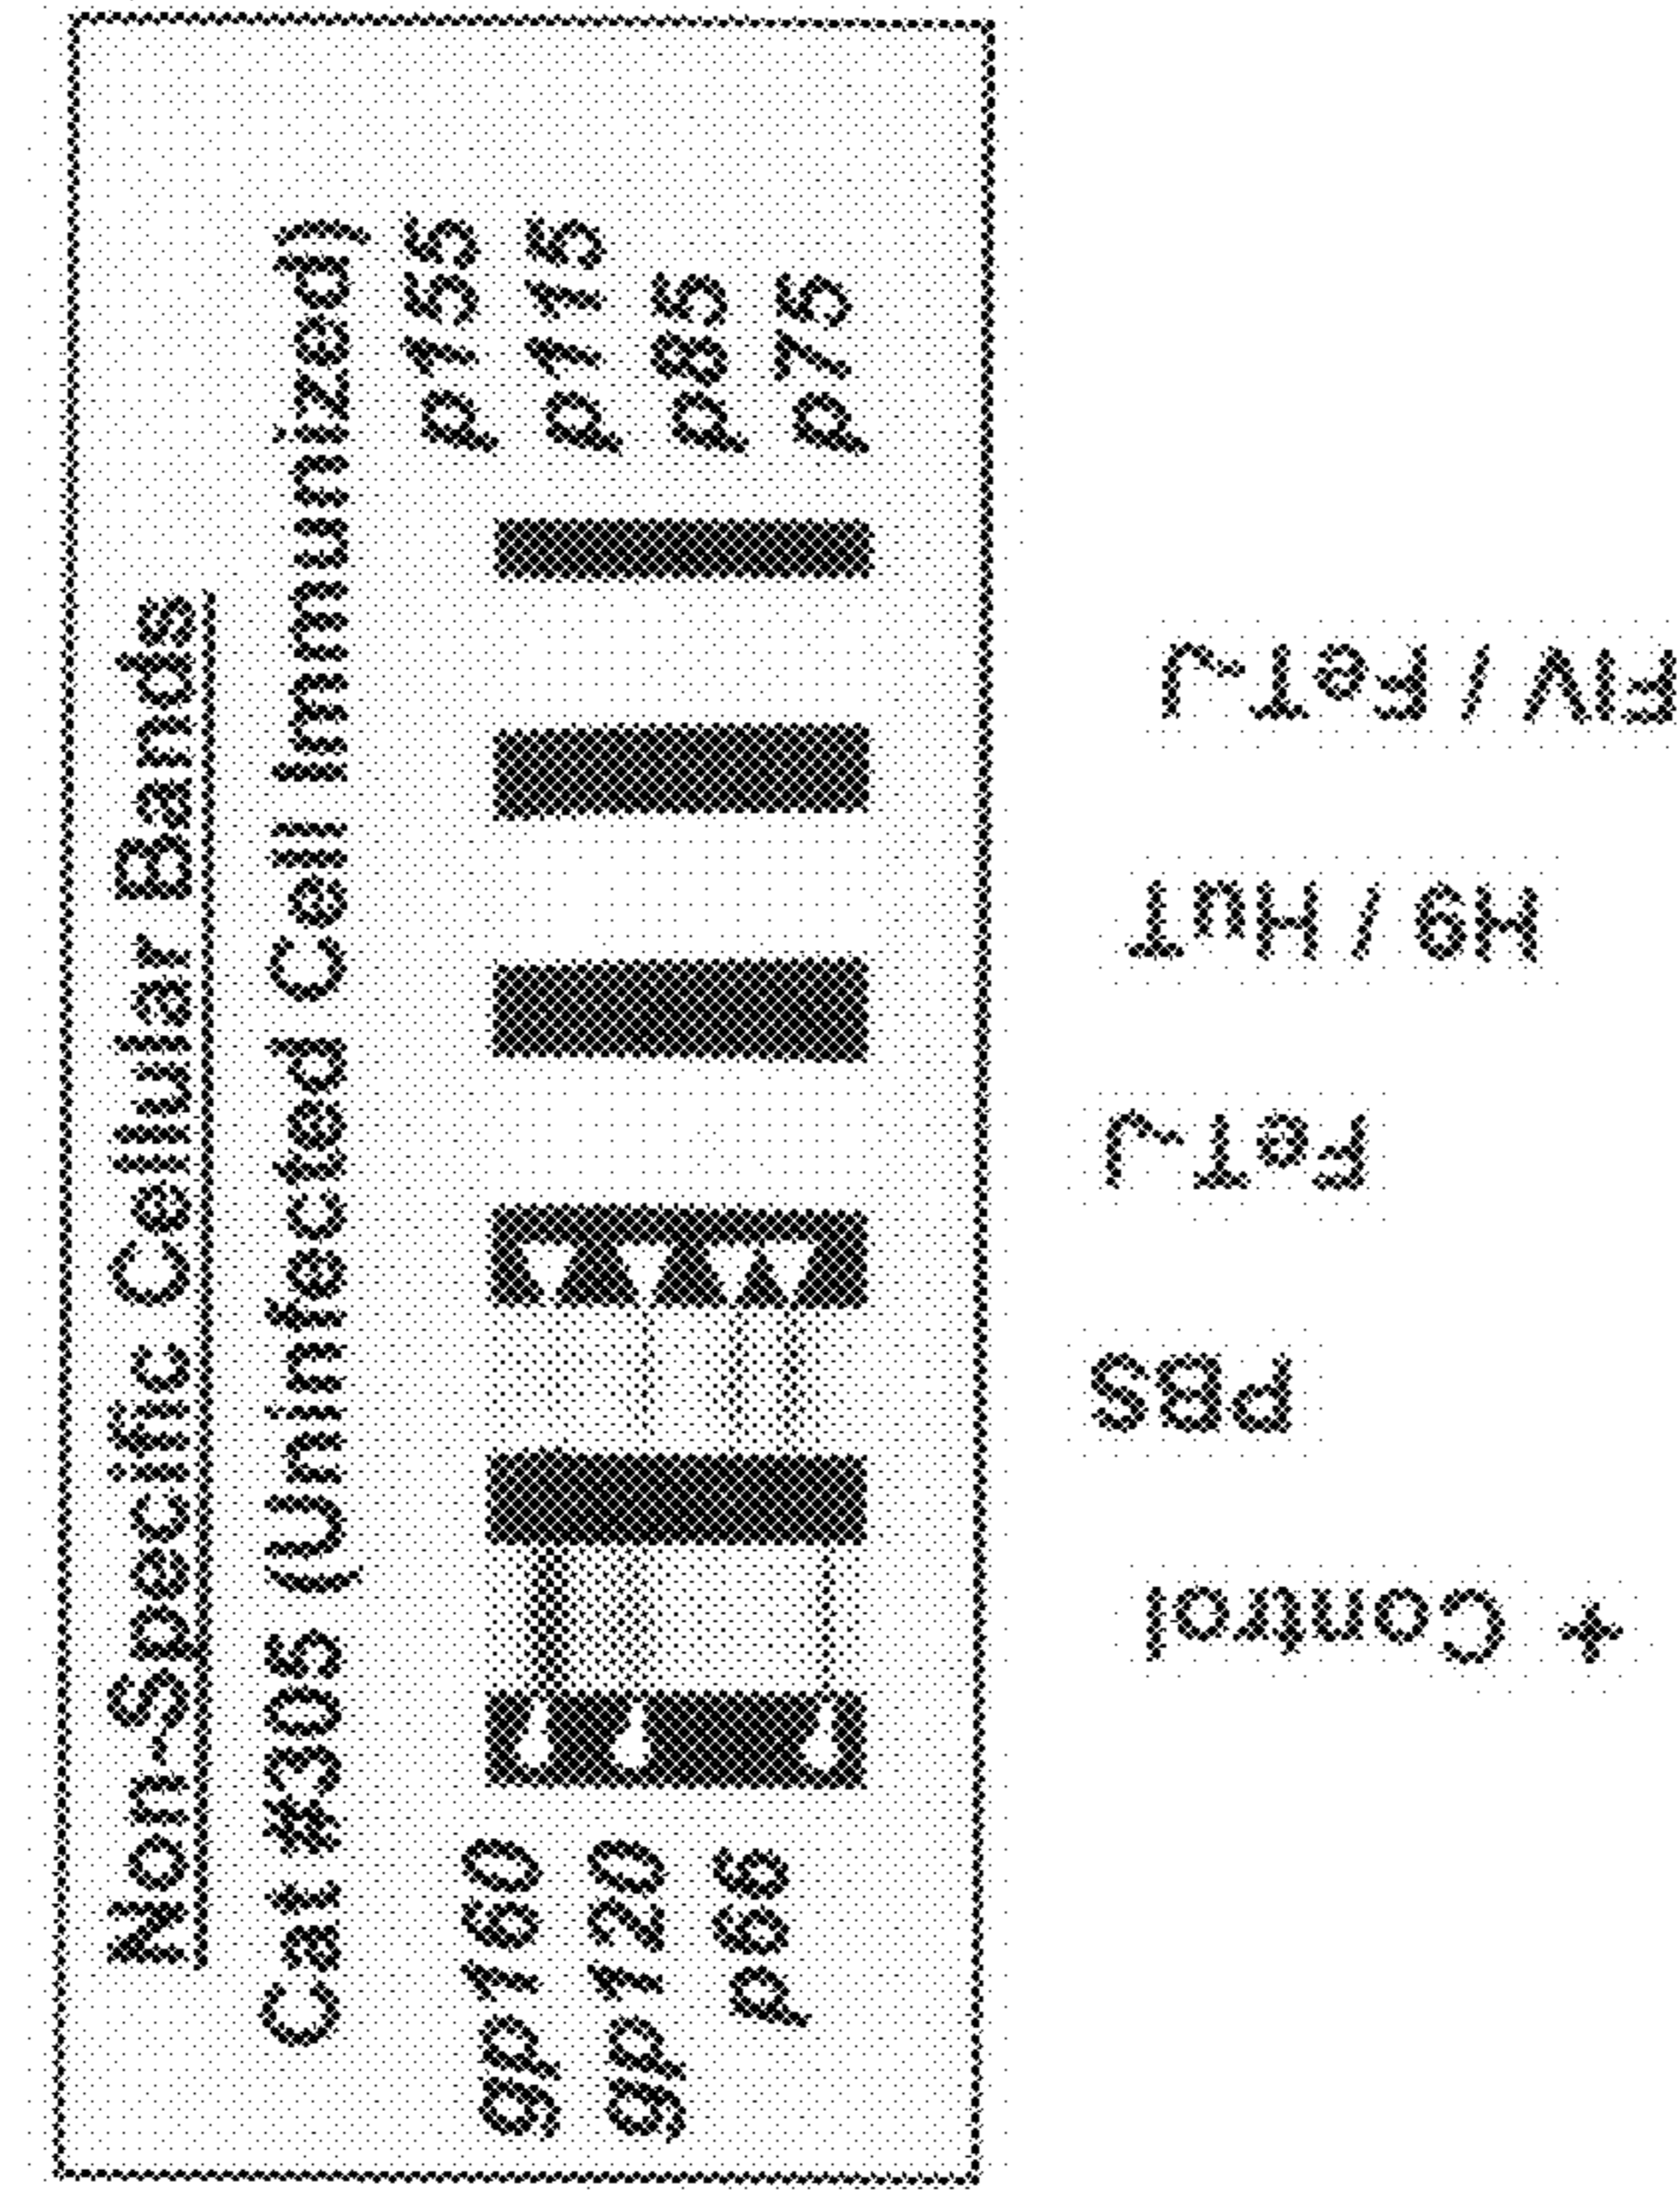 Non-Specific Cellular Bands
Cat #305 (Uninfected Cell Immunized)
gp160
gp120
p66
p155
p115
p85
p75
+ Control
PBS
FeTJ
H9 / HuT
FIV / FeTJ